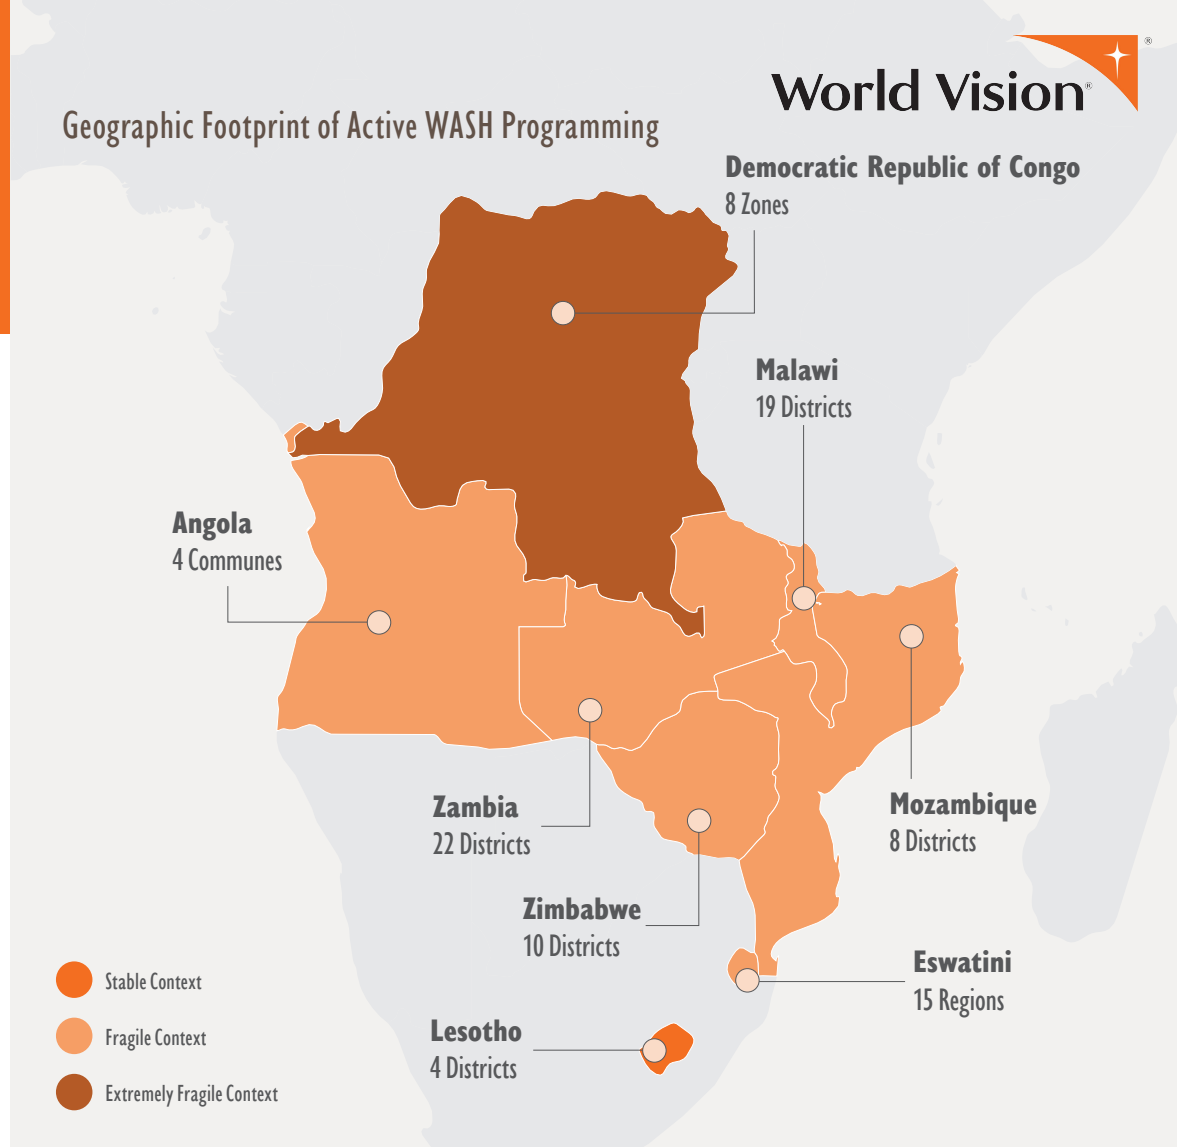 World Vision®
®
Geographic Footprint of Active WASH Programming
Democratic Republic of Congo
8 Zones
Malawi
19 Districts
Angola
4 Communes
Zambia
22 Districts
Mozambique
8 Districts
Zimbabwe
10 Districts
Eswatini
15 Regions
Lesotho
4 Districts
Stable Context
Fragile Context
Extremely Fragile Context